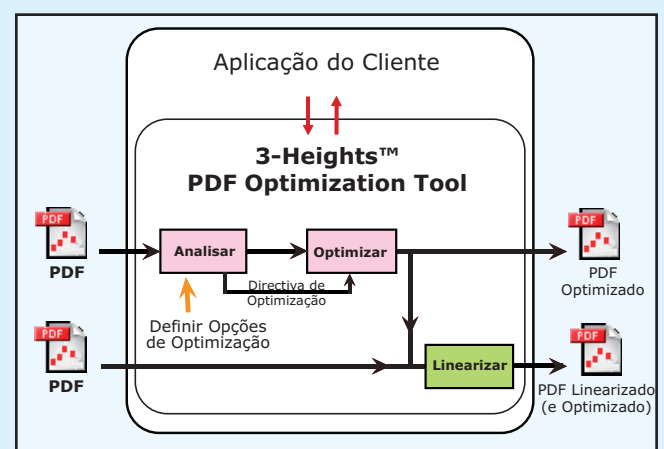 Aplicação do Cliente
3-Heights™
PDF Optimization Tool
PDF
PDF
Analisar
Optimizar
PDF
PDF
Optimizado
Directiva de
Optimização
Definir Opções
de Optimização
PDF
PDF
Linearizar
PDF
PDF Linearizado
(e Optimizado)